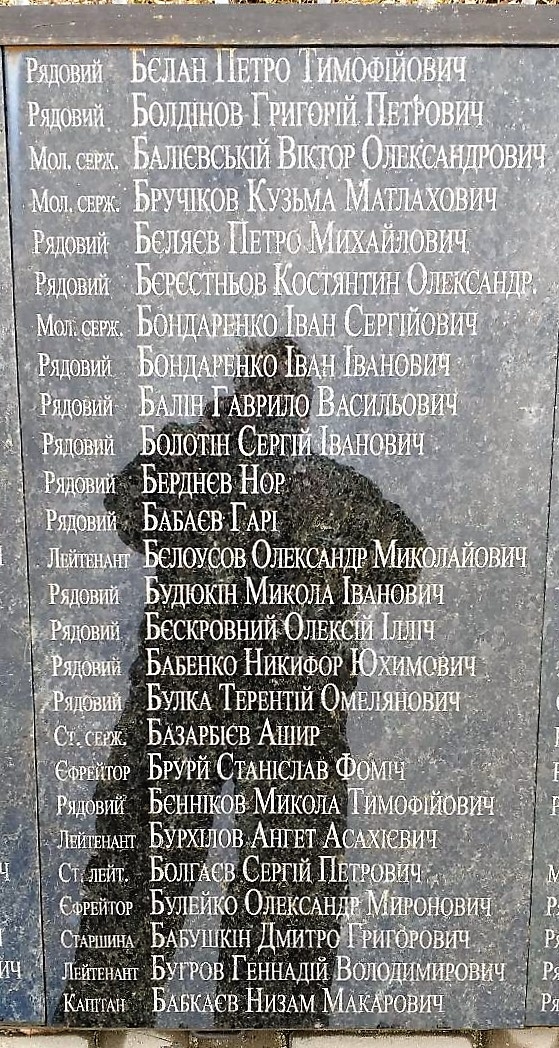 Рядовий Бєлан Петро Тимофійович
Рядовий Болдінов Григорій Петрович
Мол. серж. Балієвській Віктор Олександрович
Мол. серж. Бручіков Кузьма Матлахович
Рядовий Бєляєв Петро Михайлович
Рядовий Бєрєстньов Костянтин Олександр.
Мол. серж. Бондаренко Іван Сергійович
Рядовий Бондаренко Іван Іванович
Рядовий Балін Гаврило Васильович
Рядовий Болотін Сергій Іванович
Рядовий Берднєв Нор
Рядовий Бабаєв Гарі
Лейтенант Бєлоусов Олександр Миколайович
Рядовий Будюкін Микола Іванович
Рядовий Бєскровний Олексій Ілліч
Рядовий Бабенко Никифор Юхимович
Рядовий Булка Терентій Омелянович
Ст. серж. Базарбієв Ашир
Єфрейтор Брурй Станіслав Фоміч
Рядовий Бєнніков Микола Тимофійович
Лейтенант Бурхілов Ангет Асахієвич
Ст. лейт. Болгаєв Сергій Петрович
Єфрейтор Булейко Олександр Миронович
Старшина Бабушкін Дмитро Григорович
Лейтенант Бугров Геннадій Володимирович
Капітан Бабкаєв Низам Макарович